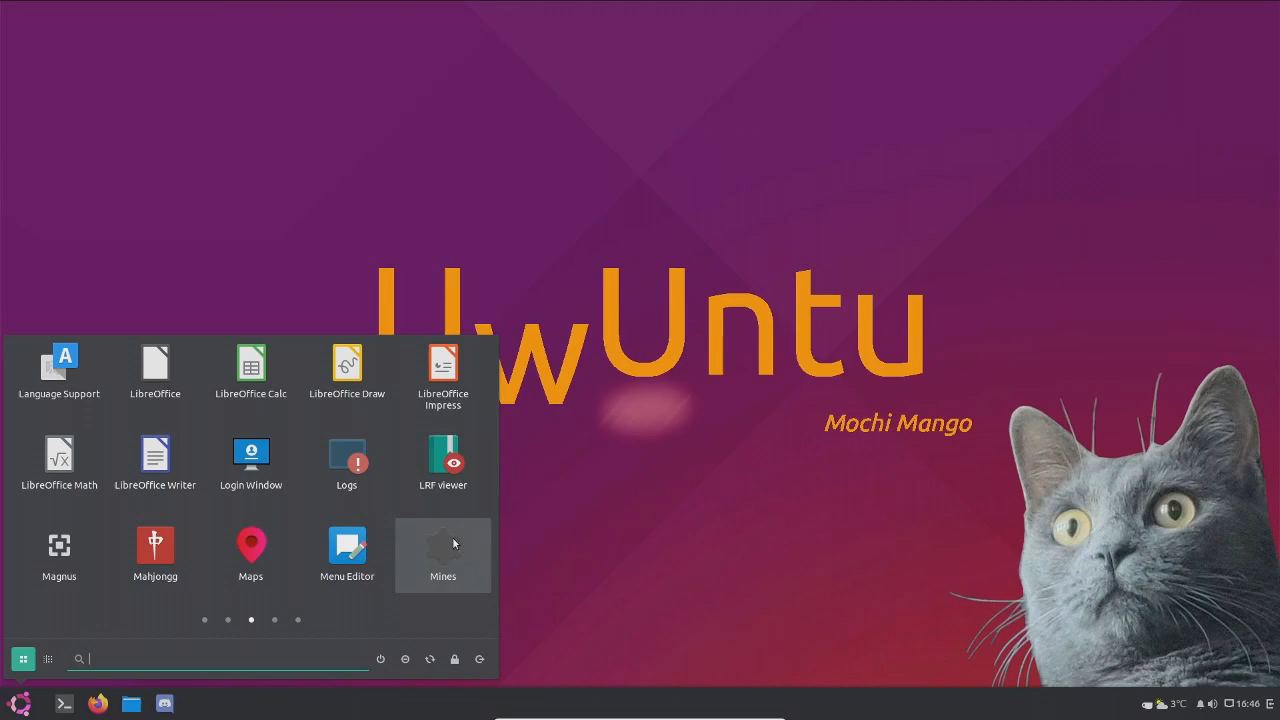 UwUntu
Mochi Mango
A
Language Support
LibreOffice
LibreOffice Calc
LibreOffice Draw
LibreOffice
Impress
√x
LibreOffice Math
LibreOffice Writer
Login Window
!
Logs
LRF viewer
中
Magnus
Mahjongg
Maps
Menu Editor
Mines
3°C
16:46